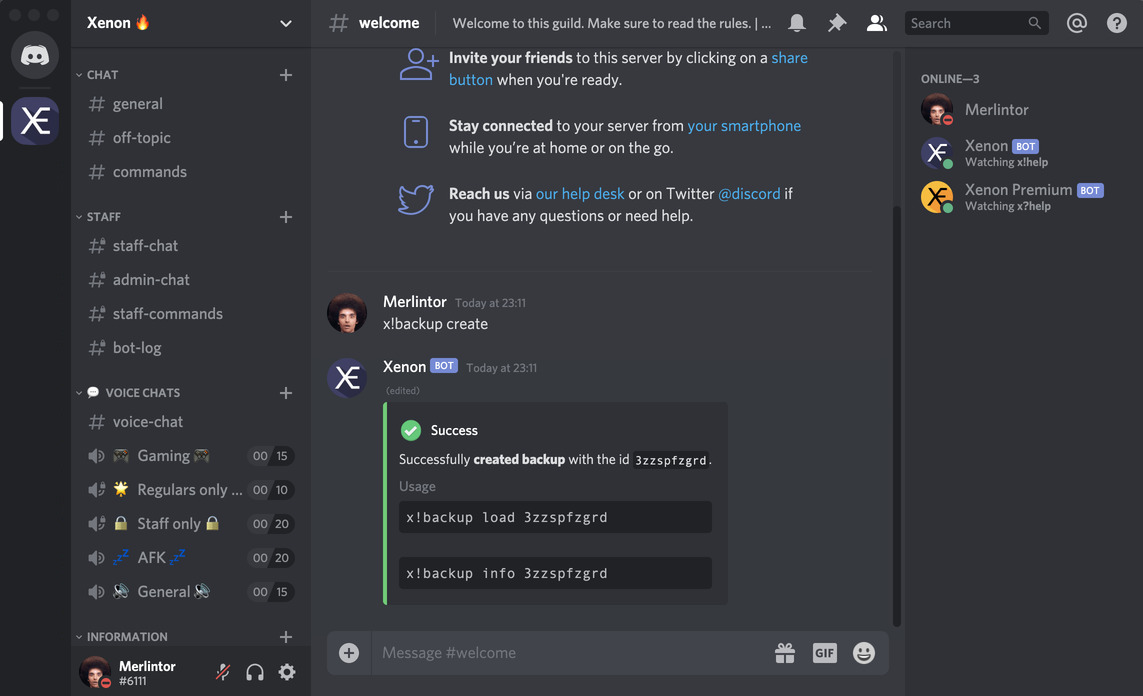 Xenon 🔥
CHAT
general
off-topic
commands
STAFF
staff-chat
admin-chat
staff-commands
bot-log
💬 VOICE CHATS
voice-chat
🎮 Gaming 🎮 00 15
🌟 Regulars only ... 00 10
🔒 Staff only 🔒 00 20
💤 AFK 💤 00 20
🔊 General 🔊 00 15
INFORMATION
Merlintor
#6111
# welcome
Welcome to this guild. Make sure to read the rules. | ...
Search
Invite your friends to this server by clicking on a share
button when you're ready.
Stay connected to your server from your smartphone
while you're at home or on the go.
Reach us via our help desk or on Twitter @discord if
you have any questions or need help.
Merlintor Today at 23:11
x!backup create
Xenon BOT Today at 23:11
(edited)
Success
Successfully created backup with the id 3zzspfzgrd.
Usage
x!backup load 3zzspfzgrd
x!backup info 3zzspfzgrd
Message #welcome
GIF
ONLINE—3
Merlintor
Xenon BOT
Watching x!help
Xenon Premium BOT
Watching x?help